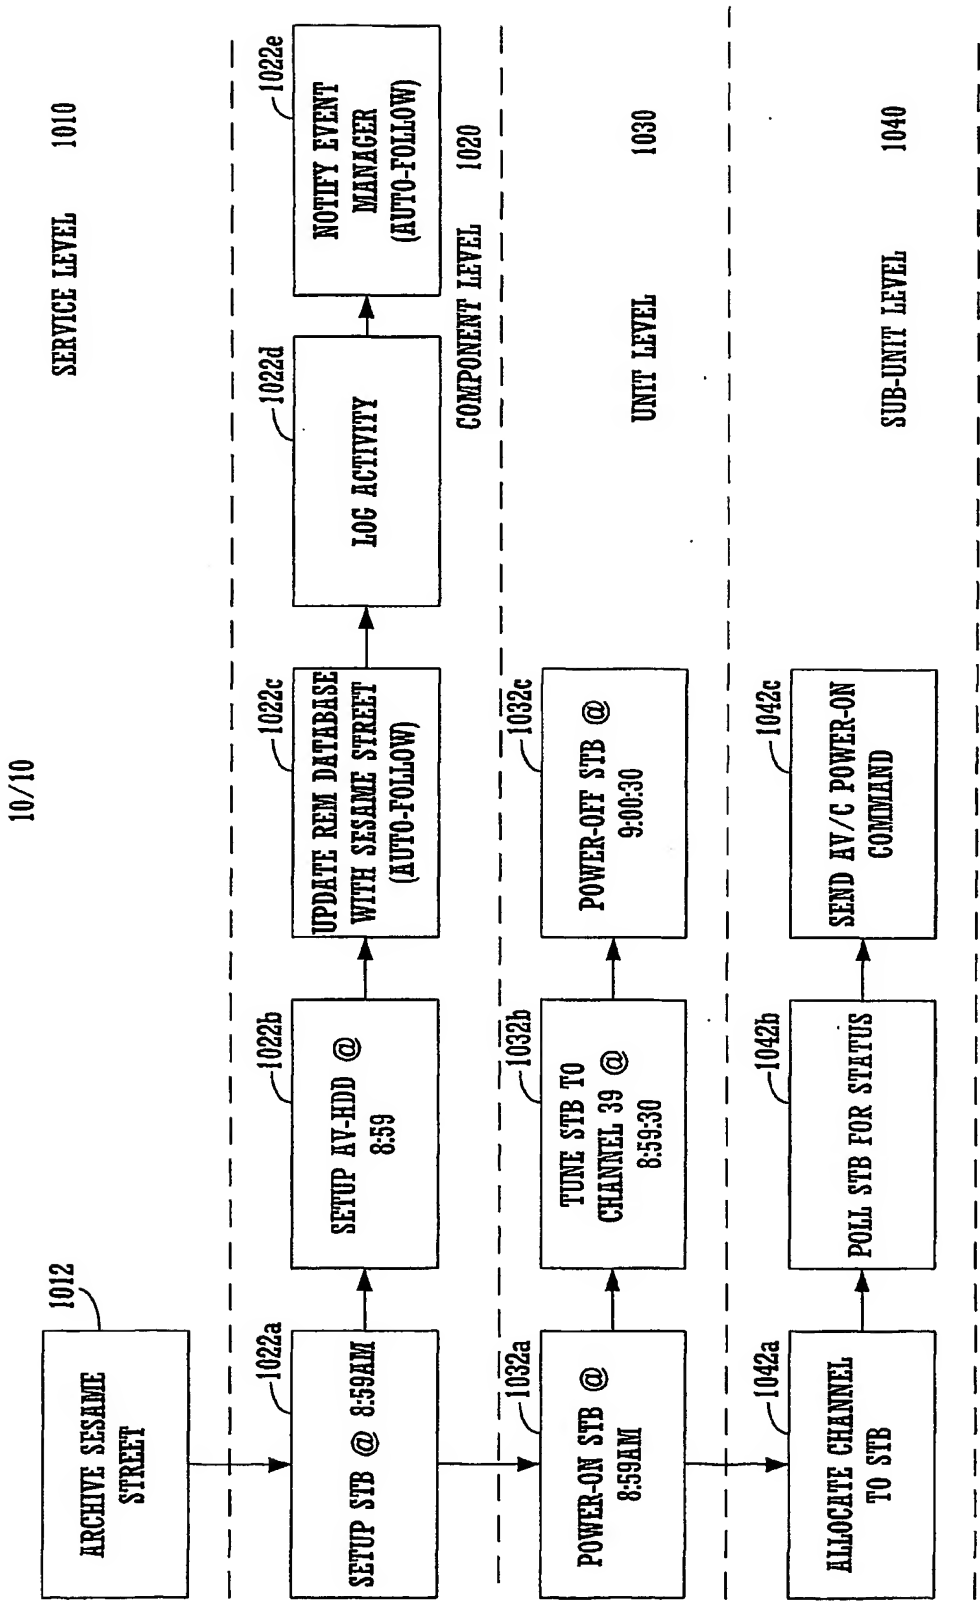 10/10
SERVICE LEVEL 1010
1012
ARCHIVE SESAME
STREET
1022a
SETUP STB @ 8:59AM
1022b
SETUP AV-HDD @
8:59
1022c
UPDATE REM DATABASE
WITH SESAME STREET
(AUTO-FOLLOW)
1022d
LOG ACTIVITY
1022e
NOTIFY EVENT
MANAGER
(AUTO-FOLLOW)
COMPONENT LEVEL 1020
1032a
POWER-ON STB @
8:59AM
1032b
TUNE STB TO
CHANNEL 39 @
8:59:30
1032c
POWER-OFF STB @
9:00:30
UNIT LEVEL 1030
1042a
ALLOCATE CHANNEL
TO STB
1042b
POLL STB FOR STATUS
1042c
SEND AV/C POWER-ON
COMMAND
SUB-UNIT LEVEL 1040